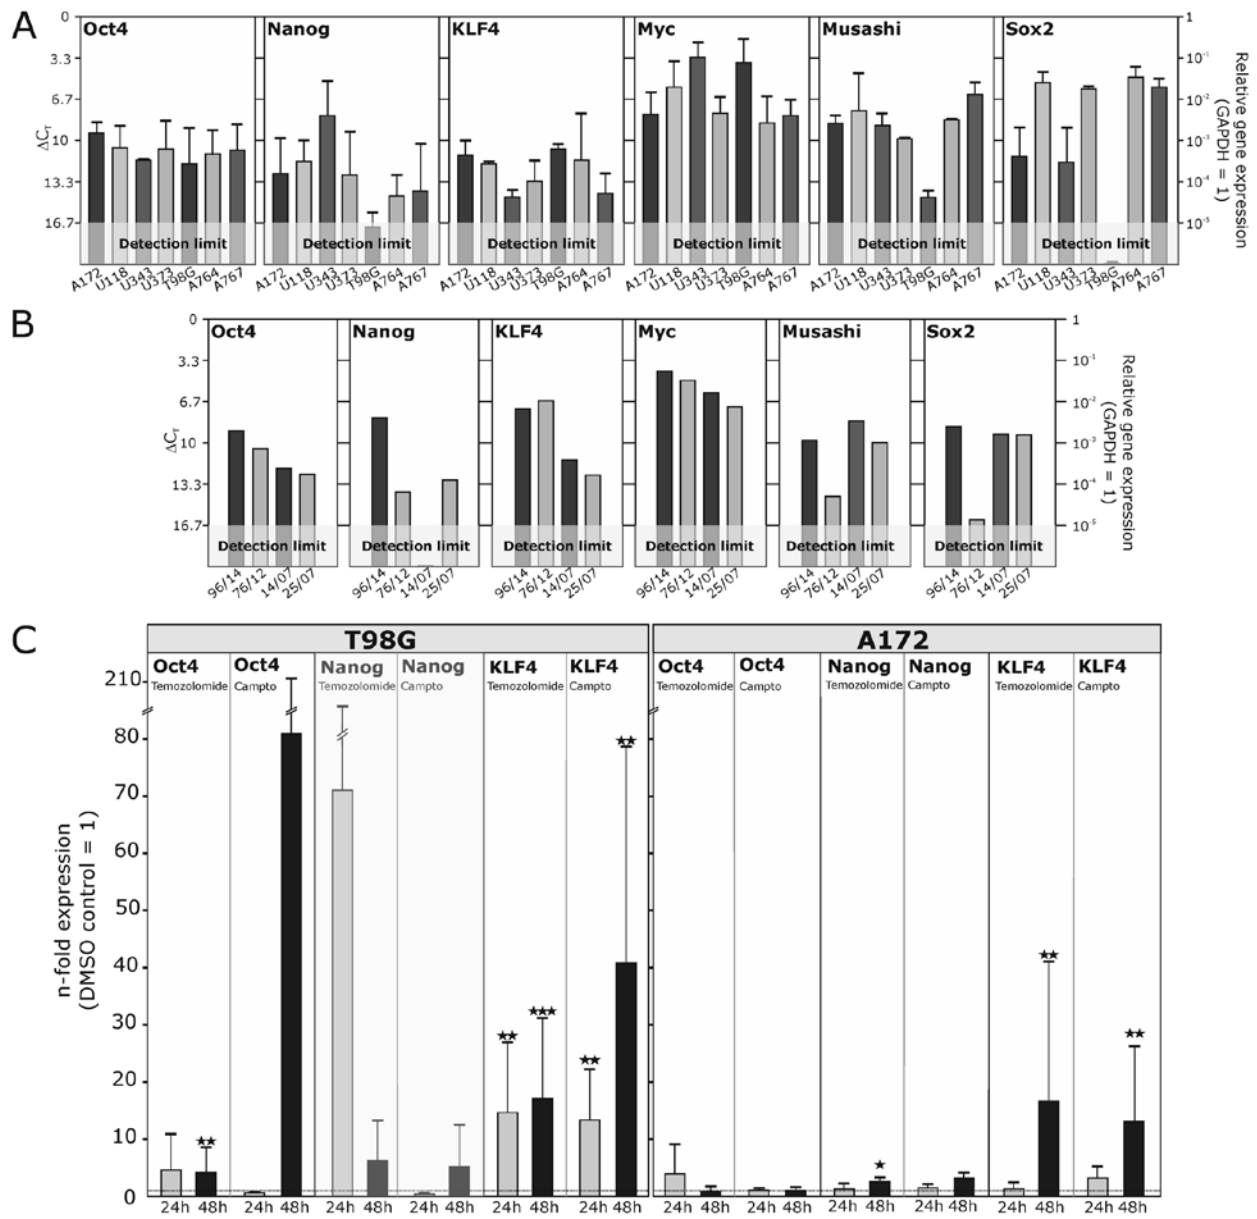 A
Oct4 Nanog KLF4 Myc Musashi Sox2
0 3.3 6.7 10 13.3 16.7
ΔC_T
1 10⁻¹ 10⁻² 10⁻³ 10⁻⁴ 10⁻⁵
Relative gene expression
(GAPDH = 1)
Detection limit Detection limit Detection limit Detection limit Detection limit Detection limit
A172 U118 U343 U373 T98G A764 A767 A172 U118 U343 U373 T98G A764 A767 A172 U118 U343 U373 T98G A764 A767 A172 U118 U343 U373 T98G A764 A767 A172 U118 U343 U373 T98G A764 A767 A172 U118 U343 U373 T98G A764 A767
B
Oct4 Nanog KLF4 Myc Musashi Sox2
0 3.3 6.7 10 13.3 16.7
ΔC_T
1 10⁻¹ 10⁻² 10⁻³ 10⁻⁴ 10⁻⁵
Relative gene expression
(GAPDH = 1)
Detection limit Detection limit Detection limit Detection limit Detection limit Detection limit
96/14 76/12 14/07 25/07 96/14 76/12 14/07 25/07 96/14 76/12 14/07 25/07 96/14 76/12 14/07 25/07 96/14 76/12 14/07 25/07 96/14 76/12 14/07 25/07
C
T98G A172
Oct4 Oct4 Nanog Nanog KLF4 KLF4 Oct4 Oct4 Nanog Nanog KLF4 KLF4
Temozolomide Campto Temozolomide Campto Temozolomide Campto Temozolomide Campto Temozolomide Campto Temozolomide Campto
210 80 70 60 50 40 30 20 10 0
n-fold expression
(DMSO control = 1)
★★ ★★ ★★★ ★★ ★★ ★ ★★ ★★
24h 48h 24h 48h 24h 48h 24h 48h 24h 48h 24h 48h 24h 48h 24h 48h 24h 48h 24h 48h 24h 48h 24h 48h